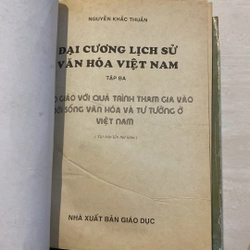 NGUYỄN KHẮC THUẦN
ĐẠI CƯƠNG LỊCH SỬ
VĂN HÓA VIỆT NAM
TẬP BA
GIÁO VỚI QUÁ TRÌNH THAM GIA VÀO
SỐNG VĂN HÓA VÀ TƯ TƯỞNG Ở
VIỆT NAM
NHÀ XUẤT BẢN GIÁO DỤC